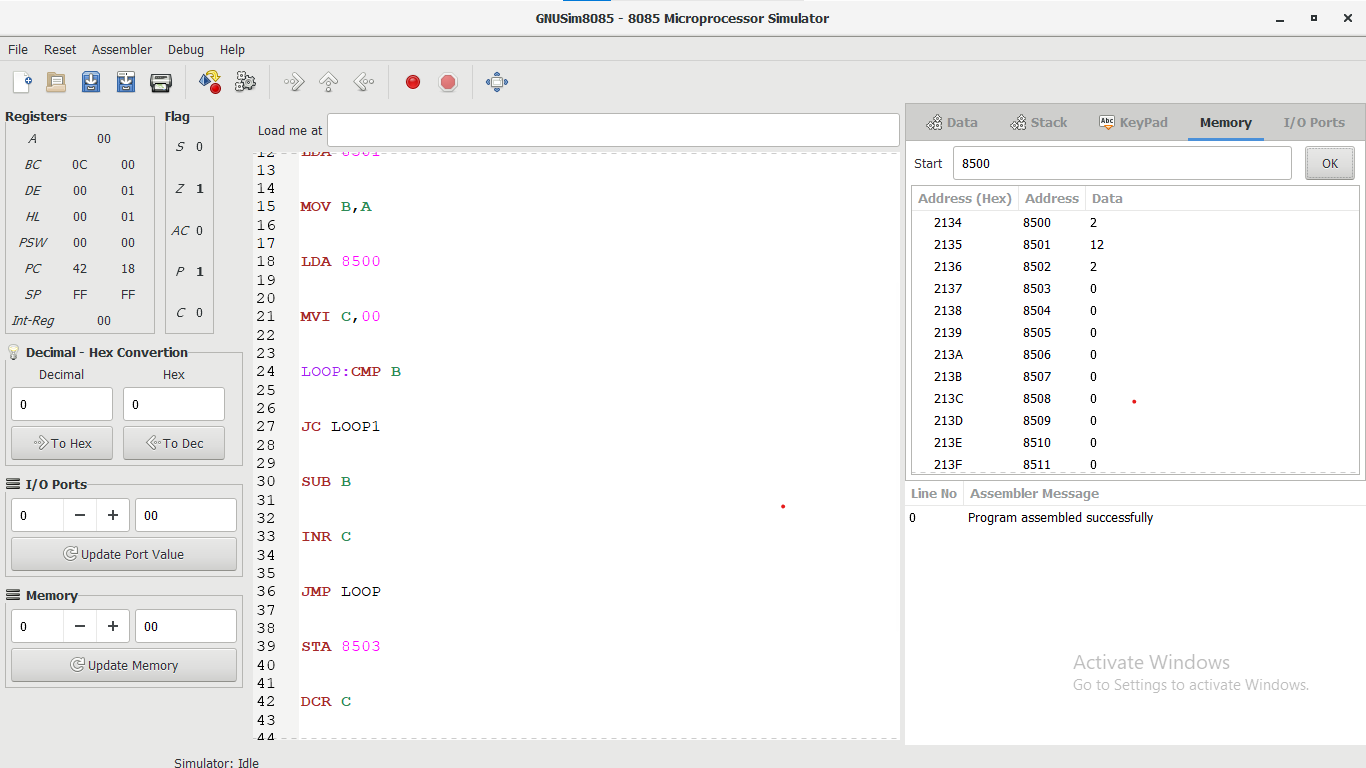 GNUSim8085 - 8085 Microprocessor Simulator
File Reset Assembler Debug Help
Registers
A 00
BC 0C 00
DE 00 01
HL 00 01
PSW 00 00
PC 42 18
SP FF FF
Int-Reg 00
Flag
S 0
Z 1
AC 0
P 1
C 0
Decimal - Hex Convertion
Decimal Hex
0 0
To Hex To Dec
I/O Ports
0 − + 00
Update Port Value
Memory
0 − + 00
Update Memory
Load me at
12 LDA 8501
13
14
15 MOV B,A
16
17
18 LDA 8500
19
20
21 MVI C,00
22
23
24 LOOP:CMP B
25
26
27 JC LOOP1
28
29
30 SUB B
31
32
33 INR C
34
35
36 JMP LOOP
37
38
39 STA 8503
40
41
42 DCR C
43
44
Data Stack Abc KeyPad Memory I/O Ports
Start 8500 OK
Address (Hex) Address Data
2134 8500 2
2135 8501 12
2136 8502 2
2137 8503 0
2138 8504 0
2139 8505 0
213A 8506 0
213B 8507 0
213C 8508 0
213D 8509 0
213E 8510 0
213F 8511 0
Line No Assembler Message
0 Program assembled successfully
Activate Windows
Go to Settings to activate Windows.
Simulator: Idle